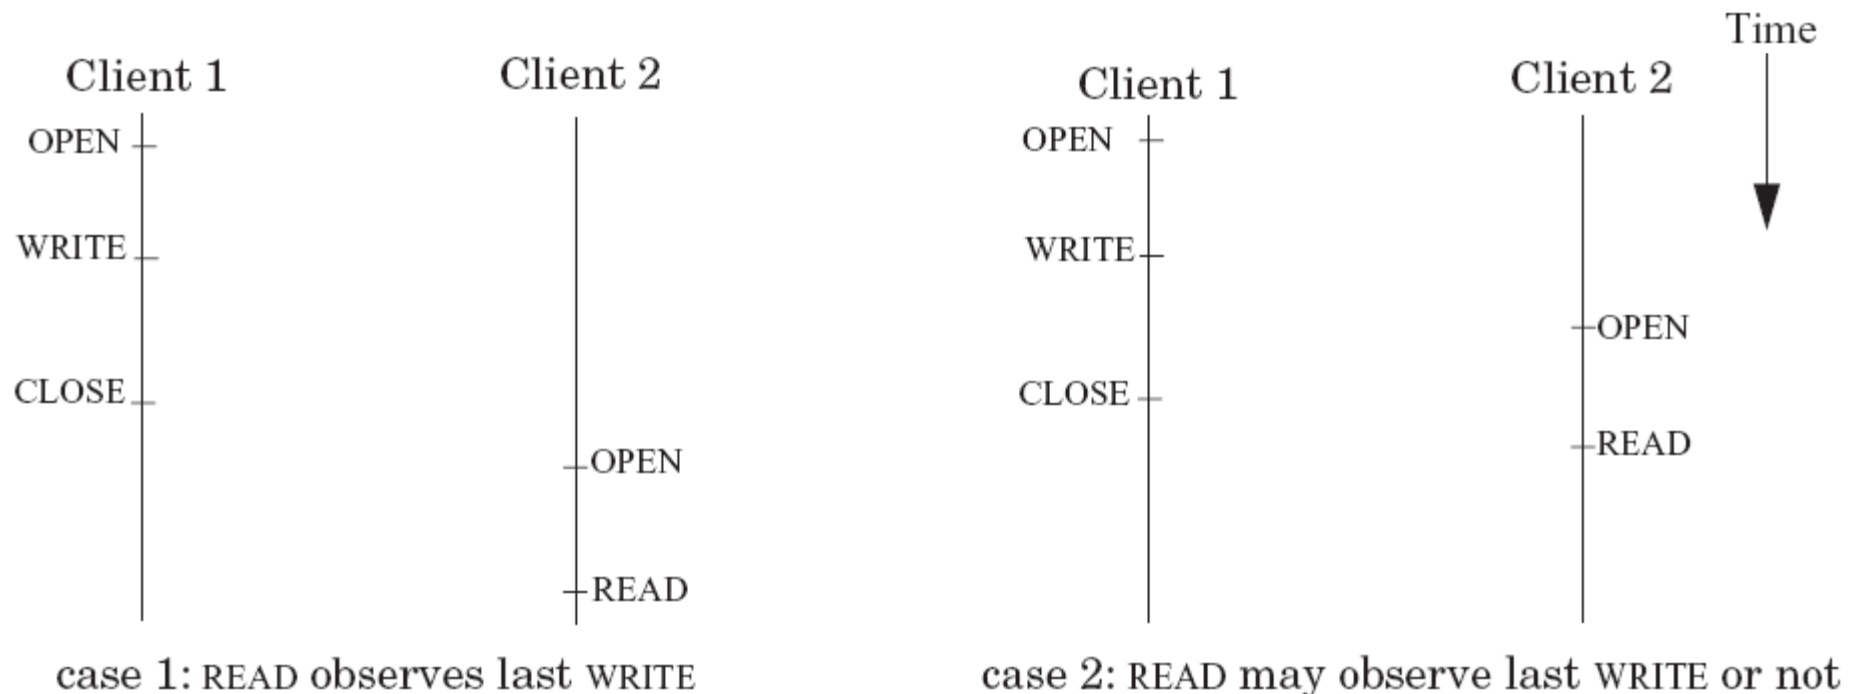 Time
Client 1
Client 2
OPEN
WRITE
CLOSE
OPEN
READ
case 1: READ observes last WRITE
Client 1
Client 2
OPEN
WRITE
OPEN
CLOSE
READ
case 2: READ may observe last WRITE or not